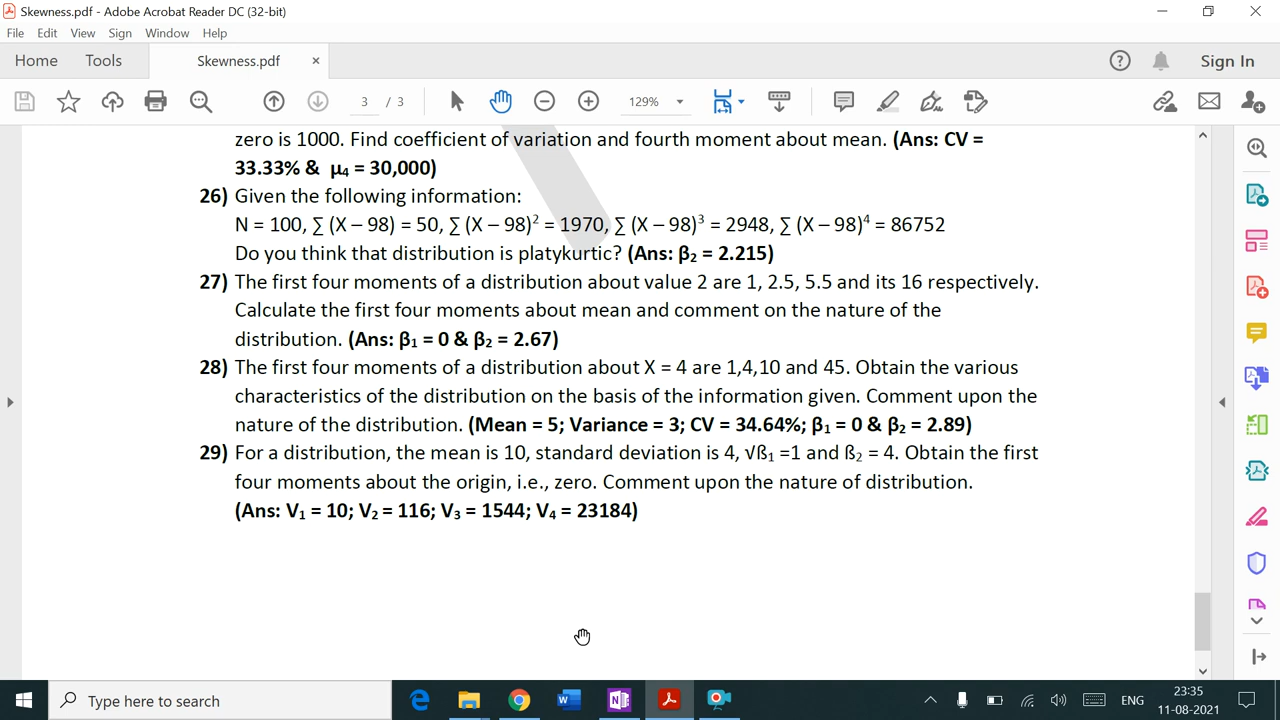 Skewness.pdf - Adobe Acrobat Reader DC (32-bit)
File Edit View Sign Window Help
Home Tools Skewness.pdf × Sign In
3 / 3 129%
zero is 1000. Find coefficient of variation and fourth moment about mean. (Ans: CV =
33.33% & μ₄ = 30,000)
26) Given the following information:
N = 100, ∑ (X – 98) = 50, ∑ (X – 98)² = 1970, ∑ (X – 98)³ = 2948, ∑ (X – 98)⁴ = 86752
Do you think that distribution is platykurtic? (Ans: β₂ = 2.215)
27) The first four moments of a distribution about value 2 are 1, 2.5, 5.5 and its 16 respectively.
Calculate the first four moments about mean and comment on the nature of the
distribution. (Ans: β₁ = 0 & β₂ = 2.67)
28) The first four moments of a distribution about X = 4 are 1,4,10 and 45. Obtain the various
characteristics of the distribution on the basis of the information given. Comment upon the
nature of the distribution. (Mean = 5; Variance = 3; CV = 34.64%; β₁ = 0 & β₂ = 2.89)
29) For a distribution, the mean is 10, standard deviation is 4, √ß₁ =1 and ß₂ = 4. Obtain the first
four moments about the origin, i.e., zero. Comment upon the nature of distribution.
(Ans: V₁ = 10; V₂ = 116; V₃ = 1544; V₄ = 23184)
Type here to search
ENG
23:35
11-08-2021